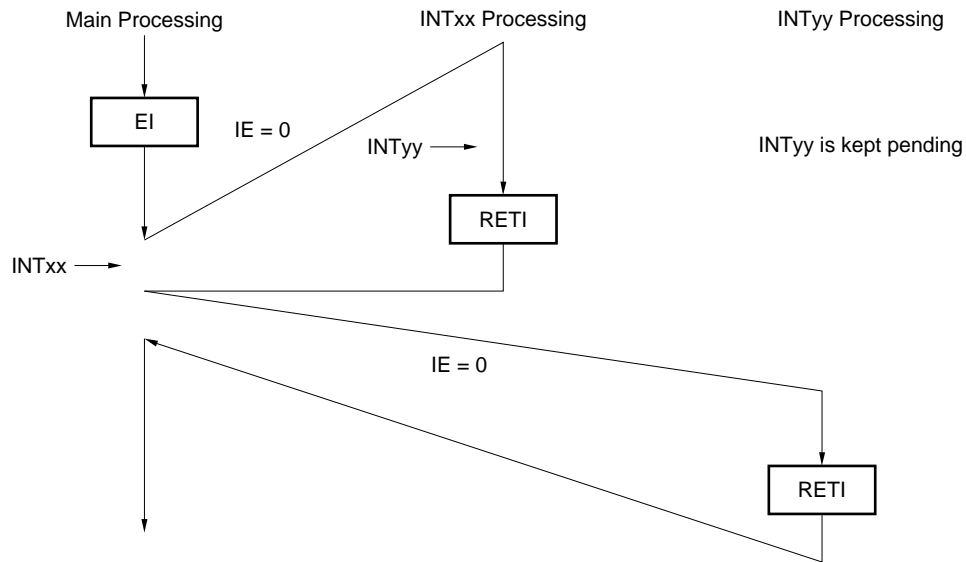 Main Processing
INTxx Processing
INTyy Processing
EI
IE = 0
INTyy
INTyy is kept pending
RETI
INTxx
IE = 0
RETI